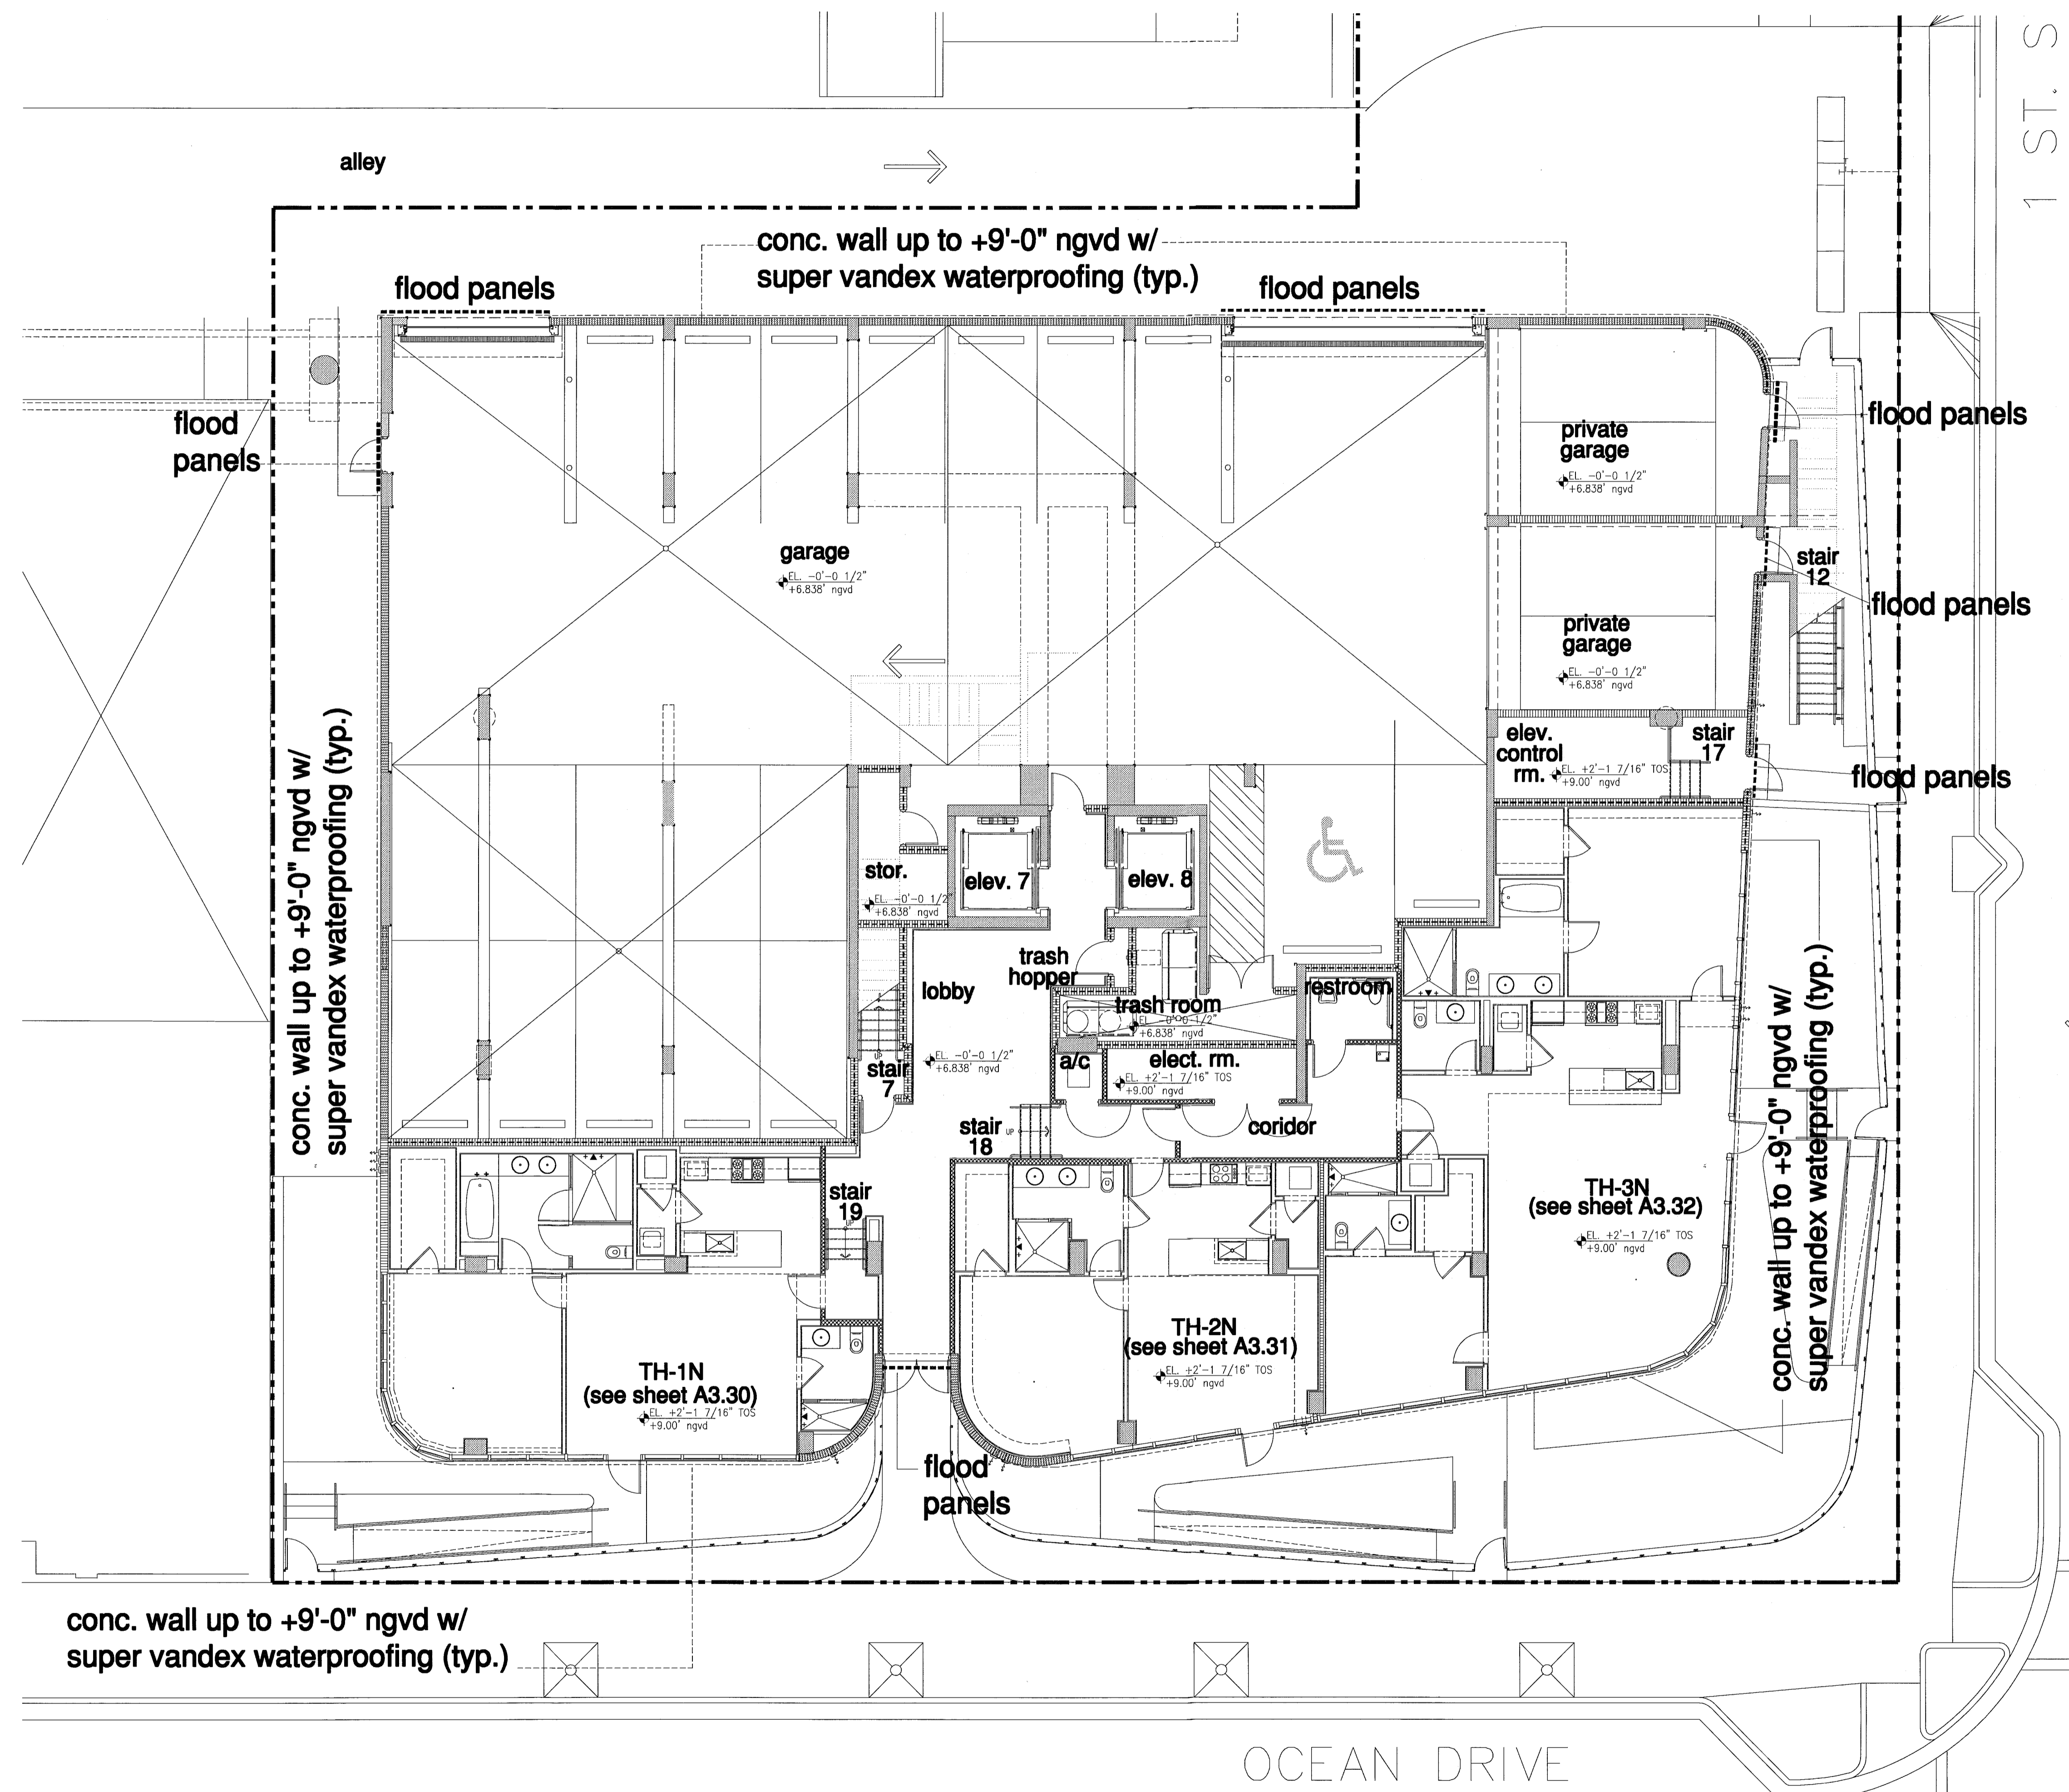 1 ST. S
alley
conc. wall up to +9'-0" ngvd w/
super vandex waterproofing (typ.)
flood panels
flood panels
flood
panels
flood panels
private
garage
EL. -0'-0 1/2"
+6.838' ngvd
garage
EL. -0'-0 1/2"
+6.838' ngvd
stair
12
flood panels
private
garage
EL. -0'-0 1/2"
+6.838' ngvd
elev.
control
rm.
EL. +2'-1 7/16" TOS
+9.00' ngvd
stair
17
flood panels
conc. wall up to +9'-0" ngvd w/
super vandex waterproofing (typ.)
stor.
EL. -0'-0 1/2
+6.838' ngvd
elev. 7
elev. 8
trash
hopper
lobby
EL. -0'-0 1/2"
+6.838' ngvd
trash room
EL. -0'-0 1/2"
+6.838' ngvd
restroom
UP
stair
7
a/c
elect. rm.
EL. +2'-1 7/16" TOS
+9.00' ngvd
stair
18
UP
coridor
conc. wall up to +9'-0" ngvd w/
super vandex waterproofing (typ.)
stair
19
UP
TH-3N
(see sheet A3.32)
EL. +2'-1 7/16" TOS
+9.00' ngvd
TH-2N
(see sheet A3.31)
EL. +2'-1 7/16" TOS
+9.00' ngvd
TH-1N
(see sheet A3.30)
EL. +2'-1 7/16" TOS
+9.00' ngvd
flood
panels
conc. wall up to +9'-0" ngvd w/
super vandex waterproofing (typ.)
OCEAN DRIVE